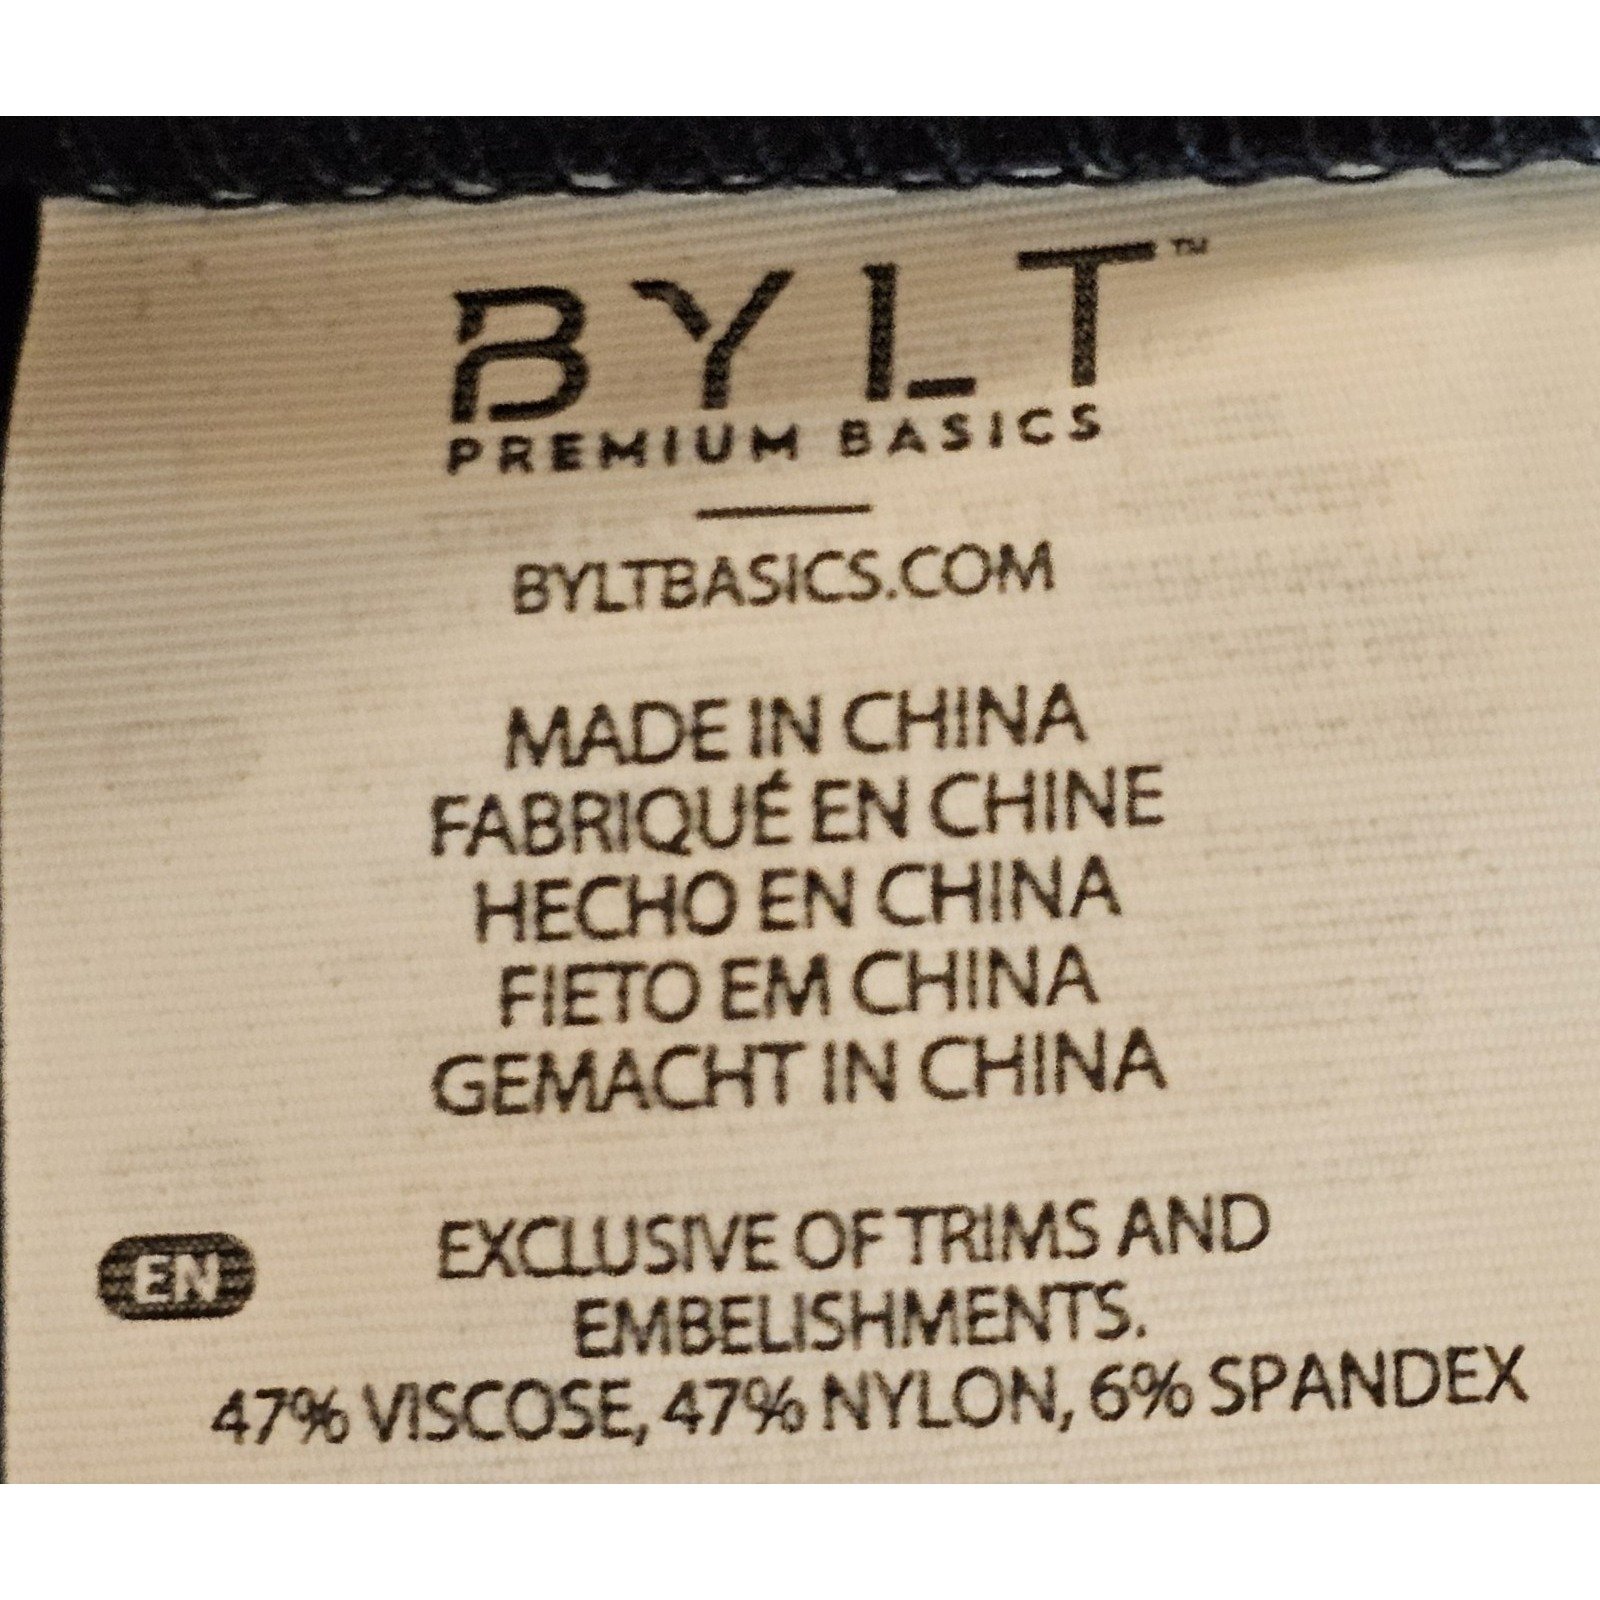 BYLT™
PREMIUM BASICS
BYLTBASICS.COM
MADE IN CHINA
FABRIQUÉ EN CHINE
HECHO EN CHINA
FIETO EM CHINA
GEMACHT IN CHINA
EN
EXCLUSIVE OF TRIMS AND
EMBELISHMENTS.
47% VISCOSE, 47% NYLON, 6% SPANDEX